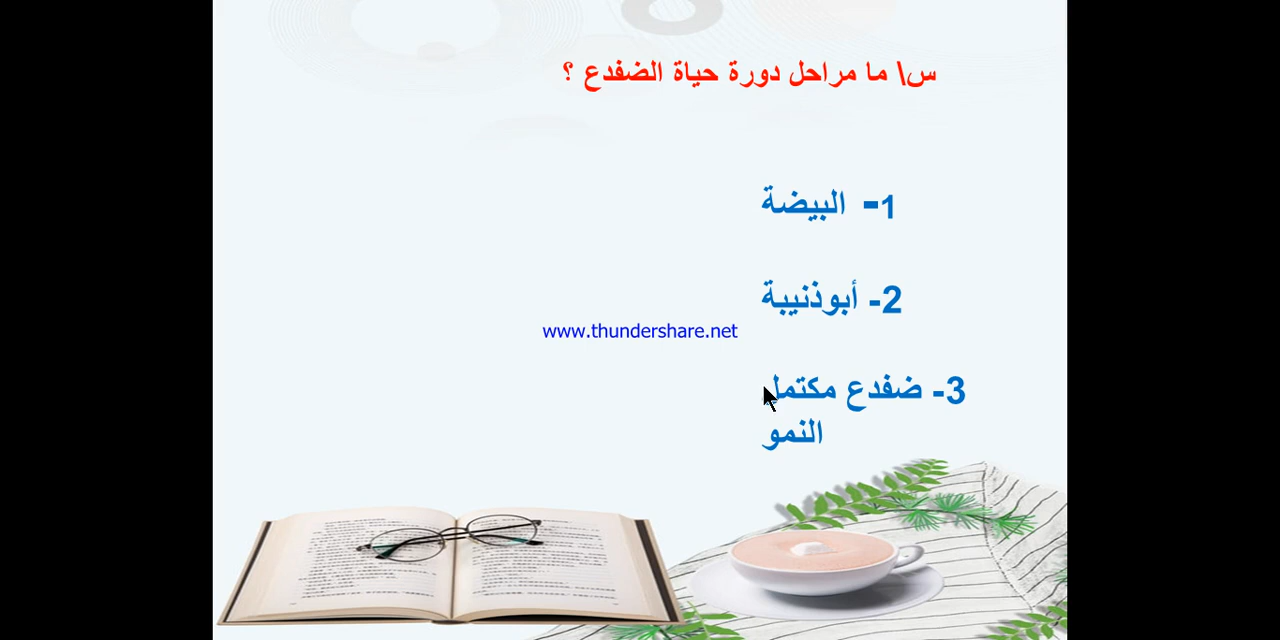 س\ ما مراحل دورة حياة الضفدع ؟
1- البيضة
2- أبوذنيبة
www.thundershare.net
3- ضفدع مكتمل
النمو